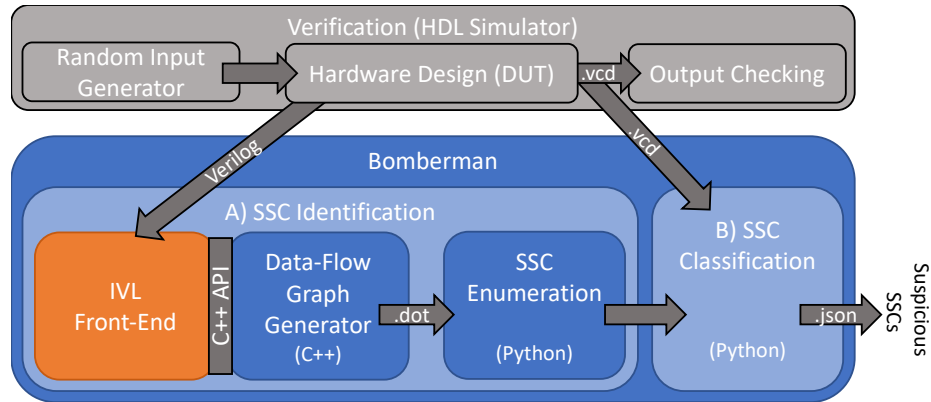 Verification (HDL Simulator)
Random Input
Generator
Hardware Design (DUT)
.vcd
Output Checking
Verilog
.vcd
Bomberman
A) SSC Identification
IVL
Front-End
C++ API
Data-Flow
Graph
Generator
(C++)
.dot
SSC
Enumeration
(Python)
B) SSC
Classification
(Python)
.json
Suspicious
SSCs